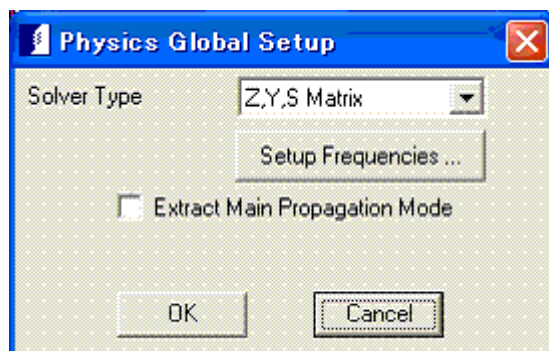 Physics Global Setup
Solver Type
Z,Y,S Matrix
Setup Frequencies ...
Extract Main Propagation Mode
OK
Cancel